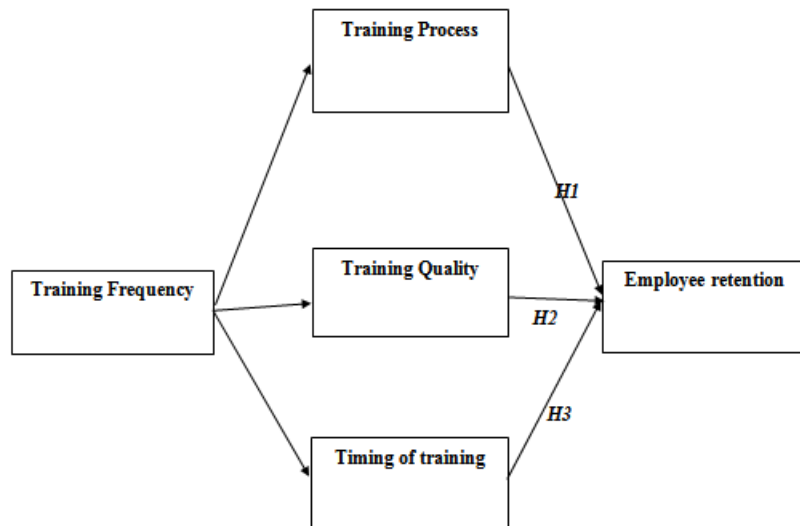 Training Process
H1
Training Frequency
Training Quality
Employee retention
H2
H3
Timing of training